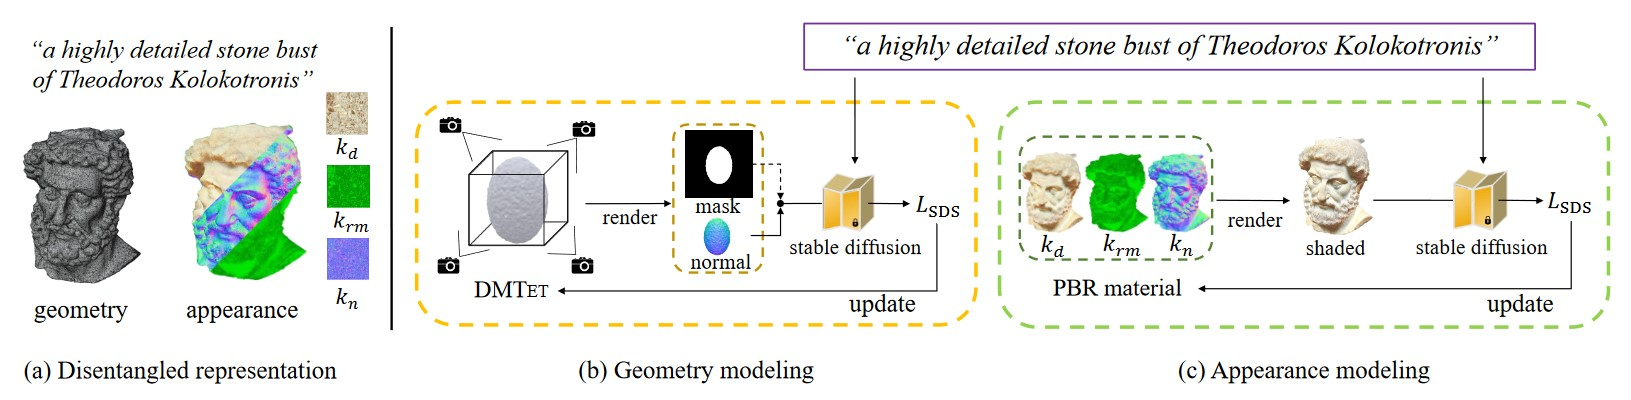 “a highly detailed stone bust
of Theodoros Kolokotronis”
k_d
k_rm
k_n
geometry
appearance
(a) Disentangled representation
“a highly detailed stone bust of Theodoros Kolokotronis”
render
mask
normal
stable diffusion
L_SDS
DMTET
update
(b) Geometry modeling
k_d
k_rm
k_n
PBR material
render
shaded
stable diffusion
L_SDS
update
(c) Appearance modeling